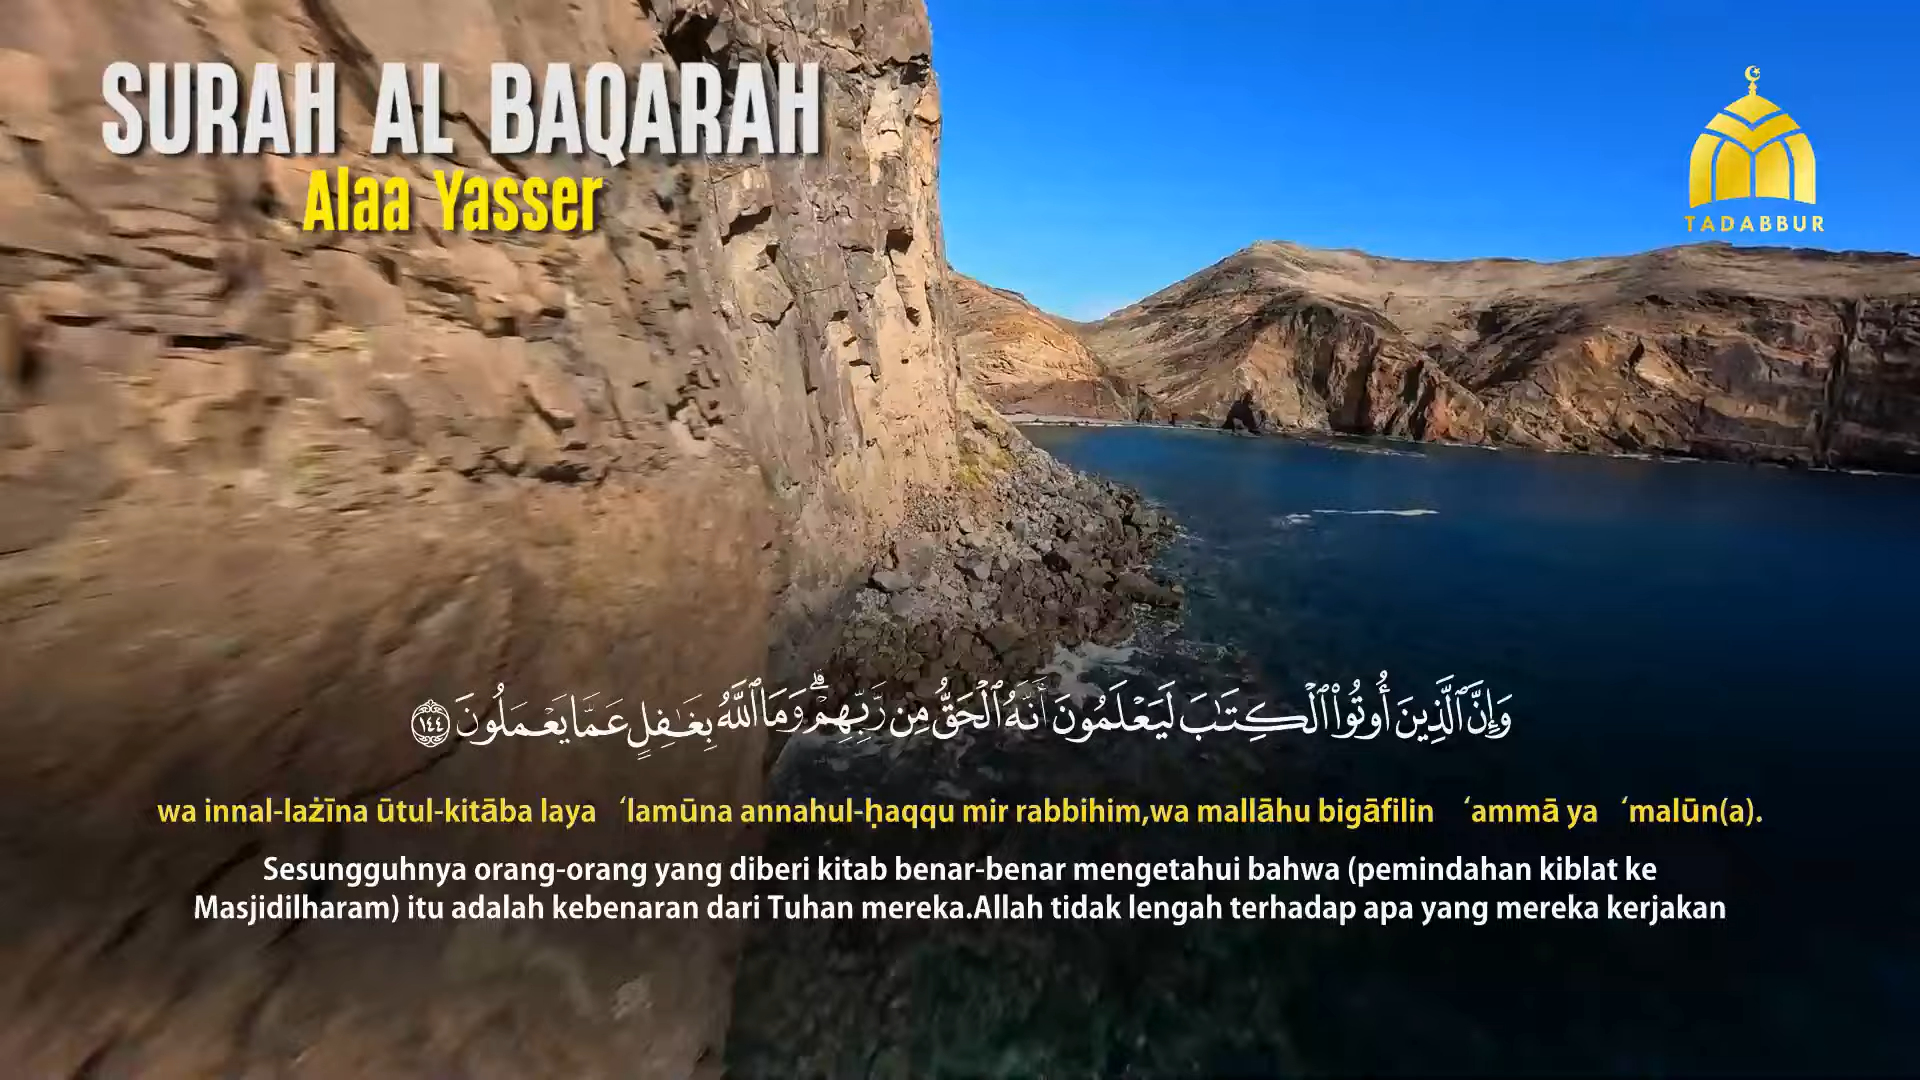 SURAH AL BAQARAH
Alaa Yasser
TADABBUR
وَإِنَّ ٱلَّذِينَ أُوتُوا۟ ٱلْكِتَـٰبَ لَيَعْلَمُونَ أَنَّهُ ٱلْحَقُّ مِن رَّبِّهِمْ ۗ وَمَا ٱللَّهُ بِغَـٰفِلٍ عَمَّا يَعْمَلُونَ ١٤٤
wa innal-lażīna ūtul-kitāba laya ‘lamūna annahul-ḥaqqu mir rabbihim,wa mallāhu bigāfilin ‘ammā ya ‘malūn(a).
Sesungguhnya orang-orang yang diberi kitab benar-benar mengetahui bahwa (pemindahan kiblat ke
Masjidilharam) itu adalah kebenaran dari Tuhan mereka.Allah tidak lengah terhadap apa yang mereka kerjakan